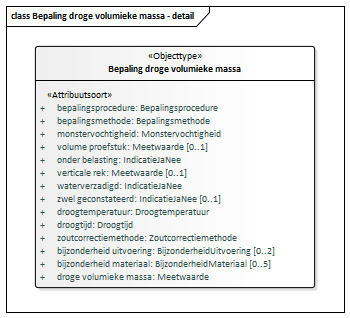 class Bepaling droge volumieke massa - detail
«Objecttype»
Bepaling droge volumieke massa
«Attribuutsoort»
+ bepalingsprocedure: Bepalingsprocedure
+ bepalingsmethode: Bepalingsmethode
+ monstervochtigheid: Monstervochtigheid
+ volume proefstuk: Meetwaarde [0..1]
+ onder belasting: IndicatieJaNee
+ verticale rek: Meetwaarde [0..1]
+ waterverzadigd: IndicatieJaNee
+ zwel geconstateerd: IndicatieJaNee [0..1]
+ droogtemperatuur: Droogtemperatuur
+ droogtijd: Droogtijd
+ zoutcorrectiemethode: Zoutcorrectiemethode
+ bijzonderheid uitvoering: BijzonderheidUitvoering [0..2]
+ bijzonderheid materiaal: BijzonderheidMateriaal [0..5]
+ droge volumieke massa: Meetwaarde